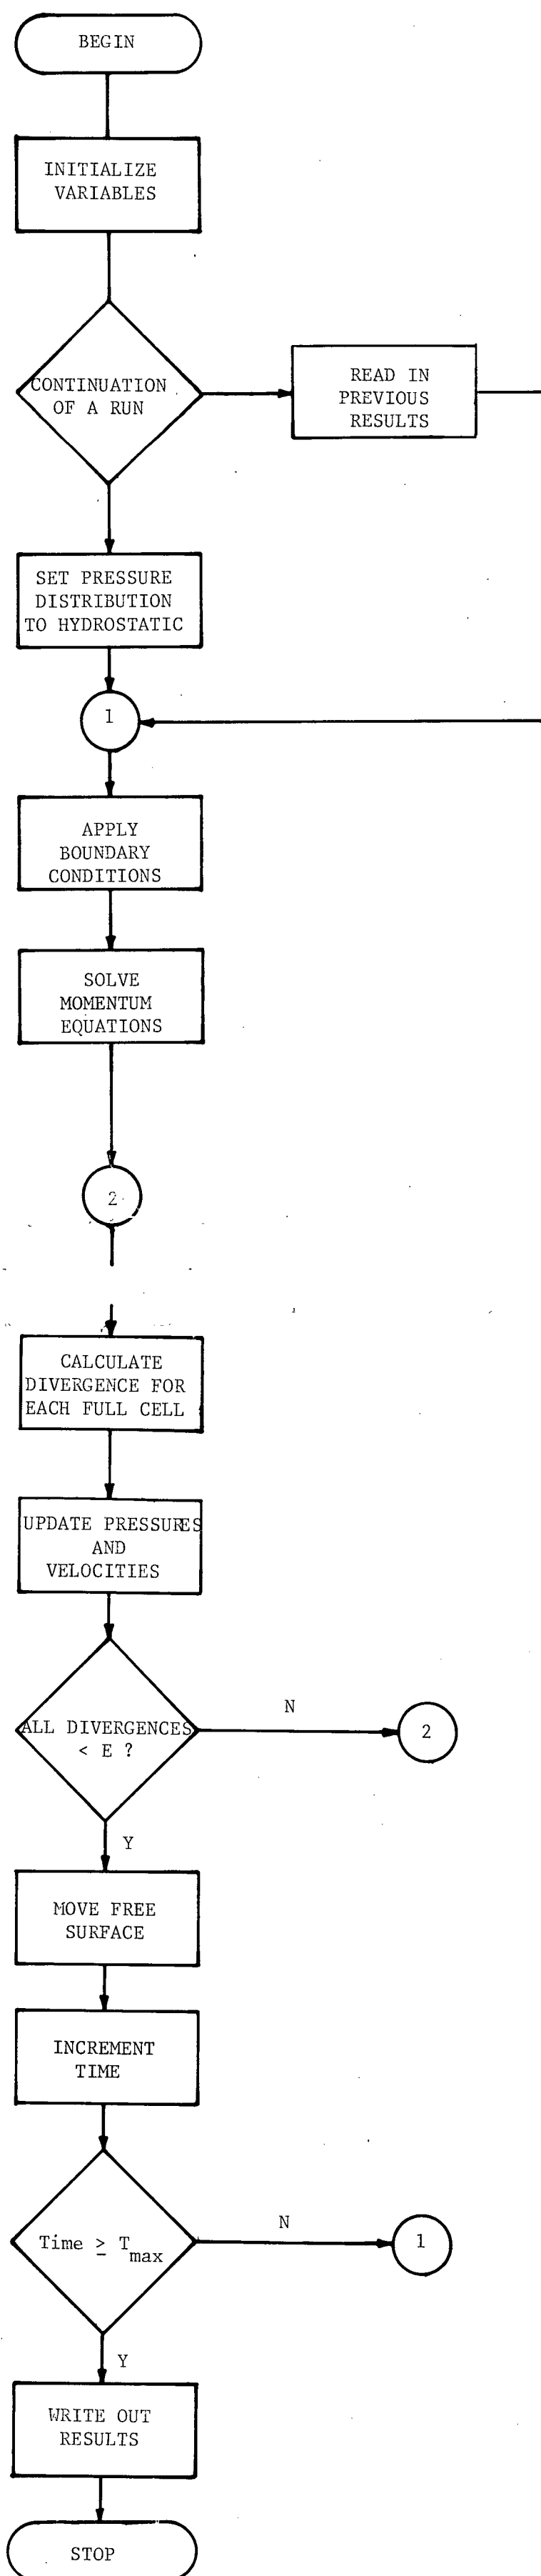 BEGIN
INITIALIZE
VARIABLES
CONTINUATION
OF A RUN
READ IN
PREVIOUS
RESULTS
SET PRESSURE
DISTRIBUTION
TO HYDROSTATIC
1
APPLY
BOUNDARY
CONDITIONS
SOLVE
MOMENTUM
EQUATIONS
2
CALCULATE
DIVERGENCE FOR
EACH FULL CELL
UPDATE PRESSURES
AND
VELOCITIES
ALL DIVERGENCES
< E ?
N
2
Y
MOVE FREE
SURFACE
INCREMENT
TIME
Time ≥ Tmax
N
1
Y
WRITE OUT
RESULTS
STOP